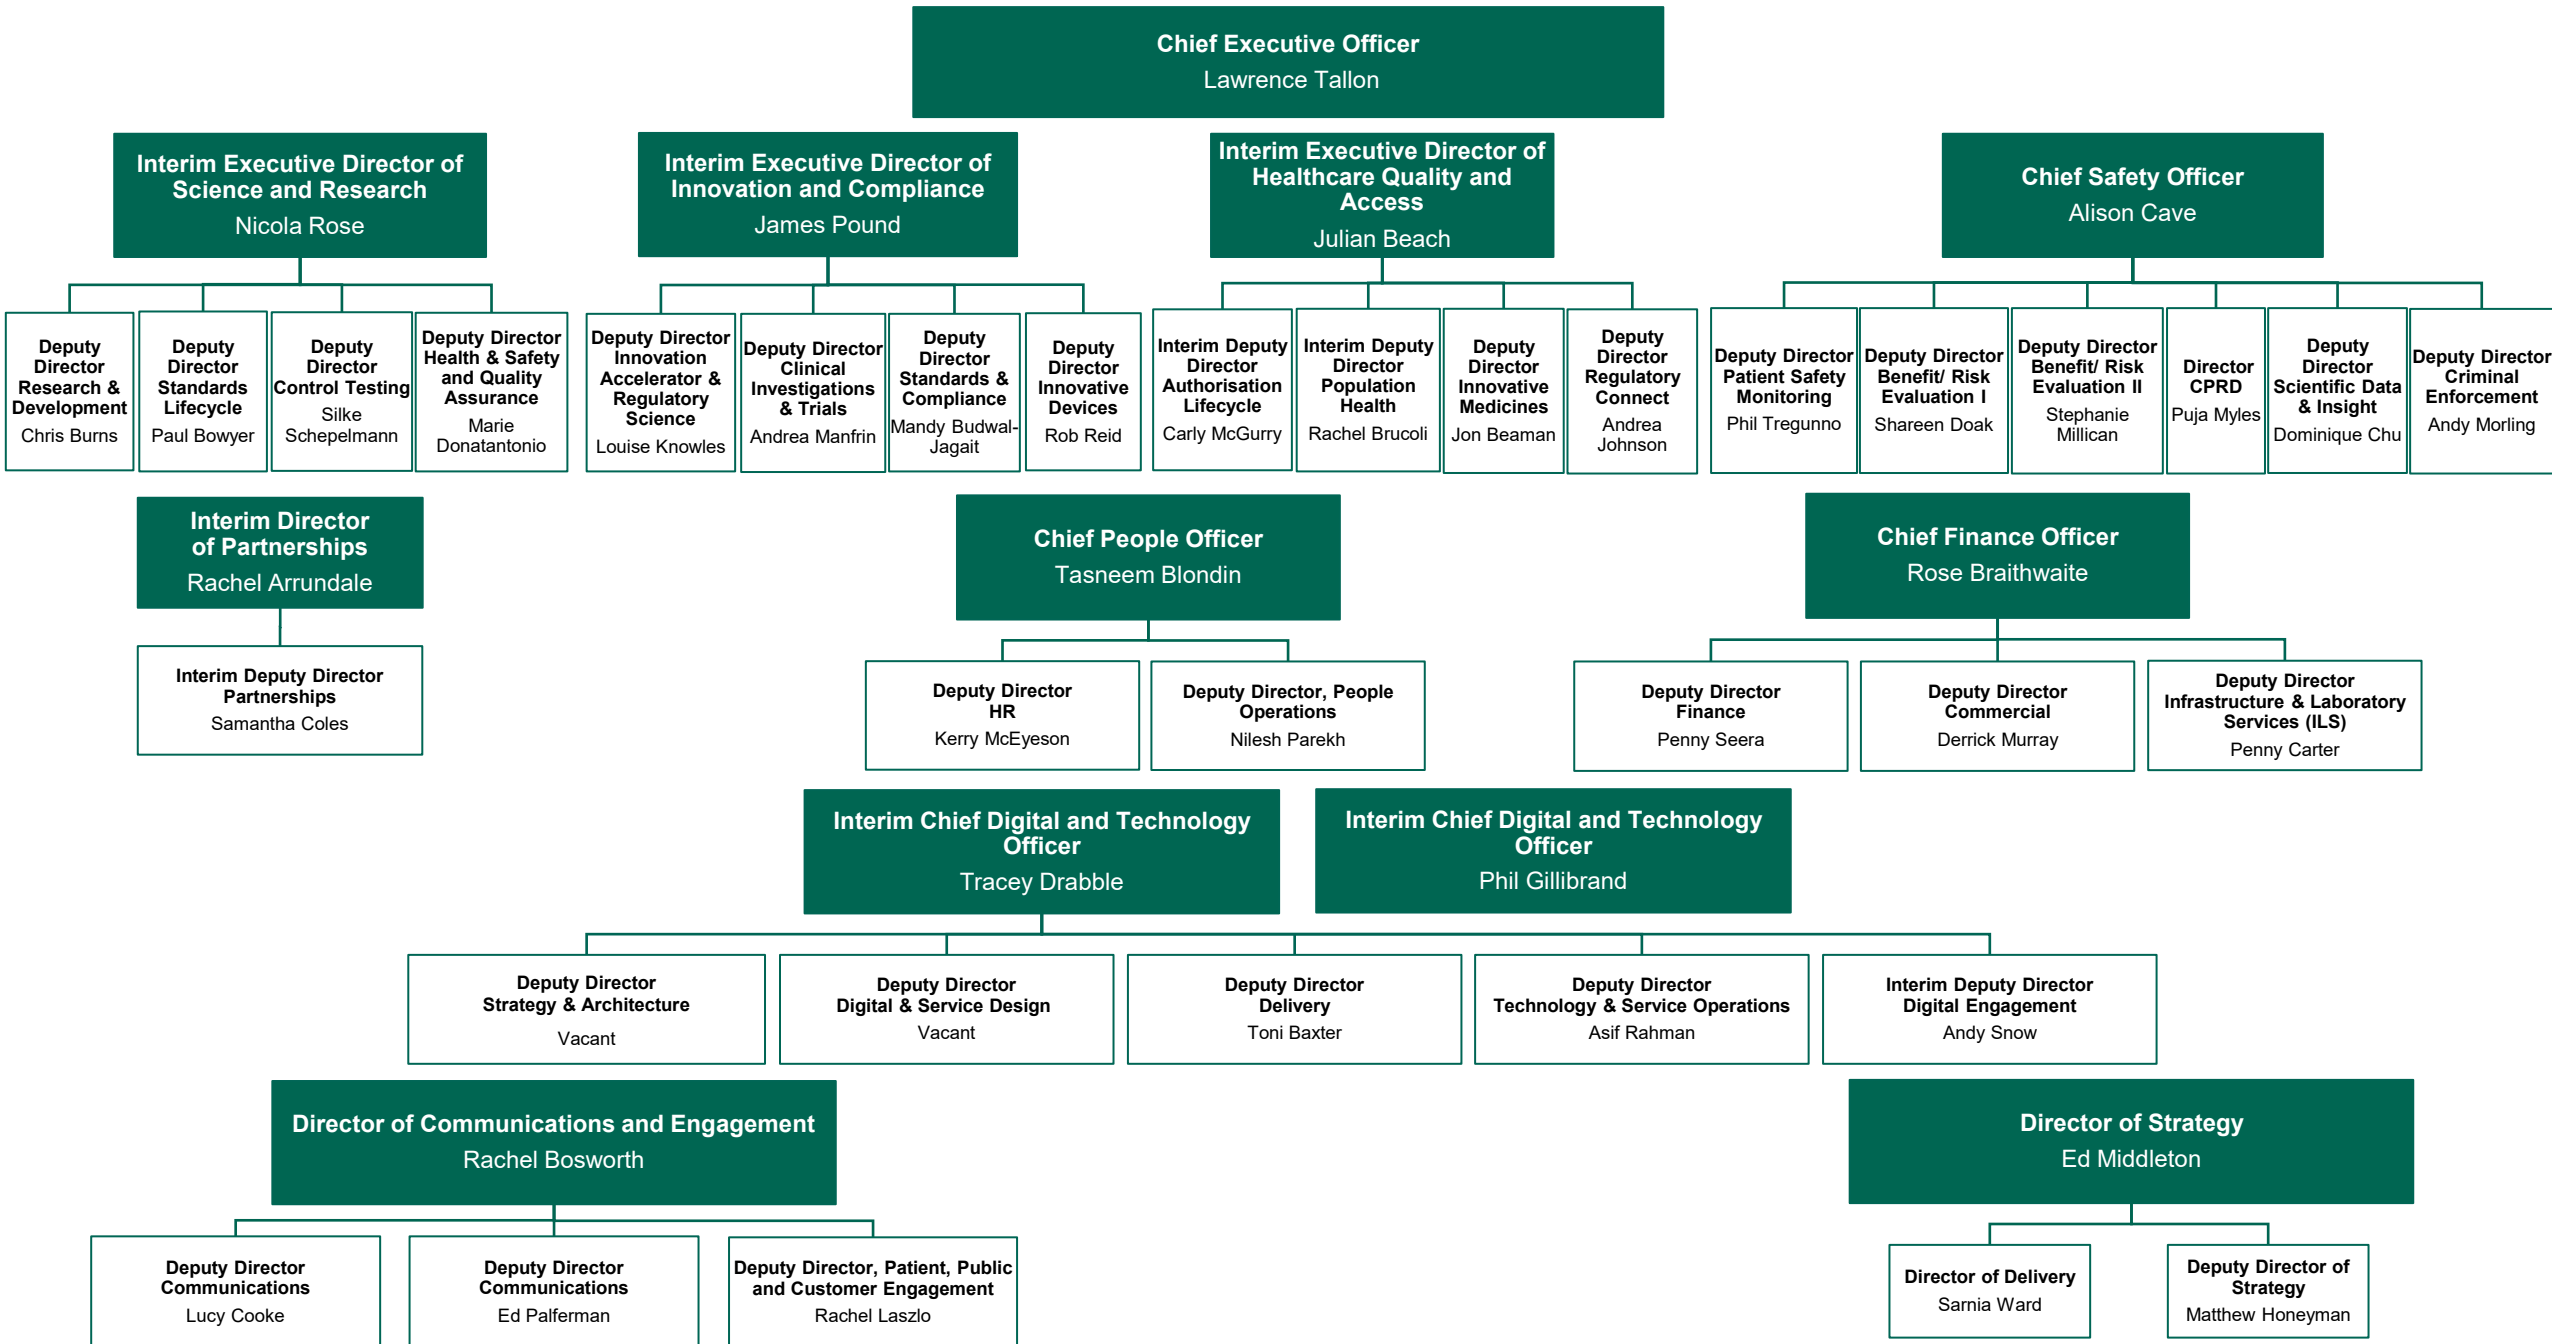 Chief Executive Officer
Lawrence Tallon
Interim Executive Director of
Science and Research
Nicola Rose
Interim Executive Director of
Innovation and Compliance
James Pound
Interim Executive Director of
Healthcare Quality and
Access
Julian Beach
Chief Safety Officer
Alison Cave
Deputy
Director
Research &
Development
Chris Burns
Deputy
Director
Standards
Lifecycle
Paul Bowyer
Deputy
Director
Control Testing
Silke
Schepelmann
Deputy Director
Health & Safety
and Quality
Assurance
Marie
Donatantonio
Deputy Director
Innovation
Accelerator &
Regulatory
Science
Louise Knowles
Deputy Director
Clinical
Investigations
& Trials
Andrea Manfrin
Deputy
Director
Standards &
Compliance
Mandy Budwal-
Jagait
Deputy
Director
Innovative
Devices
Rob Reid
Interim Deputy
Director
Authorisation
Lifecycle
Carly McGurry
Interim Deputy
Director
Population
Health
Rachel Brucoli
Deputy
Director
Innovative
Medicines
Jon Beaman
Deputy
Director
Regulatory
Connect
Andrea
Johnson
Deputy Director
Patient Safety
Monitoring
Phil Tregunno
Deputy Director
Benefit/ Risk
Evaluation I
Shareen Doak
Deputy Director
Benefit/ Risk
Evaluation II
Stephanie
Millican
Director
CPRD
Puja Myles
Deputy
Director
Scientific Data
& Insight
Dominique Chu
Deputy Director
Criminal
Enforcement
Andy Morling
Interim Director
of Partnerships
Rachel Arrundale
Chief People Officer
Tasneem Blondin
Chief Finance Officer
Rose Braithwaite
Interim Deputy Director
Partnerships
Samantha Coles
Deputy Director
HR
Kerry McEyeson
Deputy Director, People
Operations
Nilesh Parekh
Deputy Director
Finance
Penny Seera
Deputy Director
Commercial
Derrick Murray
Deputy Director
Infrastructure & Laboratory
Services (ILS)
Penny Carter
Interim Chief Digital and Technology
Officer
Tracey Drabble
Interim Chief Digital and Technology
Officer
Phil Gillibrand
Deputy Director
Strategy & Architecture
Vacant
Deputy Director
Digital & Service Design
Vacant
Deputy Director
Delivery
Toni Baxter
Deputy Director
Technology & Service Operations
Asif Rahman
Interim Deputy Director
Digital Engagement
Andy Snow
Director of Communications and Engagement
Rachel Bosworth
Director of Strategy
Ed Middleton
Deputy Director
Communications
Lucy Cooke
Deputy Director
Communications
Ed Palferman
Deputy Director, Patient, Public
and Customer Engagement
Rachel Laszlo
Director of Delivery
Sarnia Ward
Deputy Director of
Strategy
Matthew Honeyman